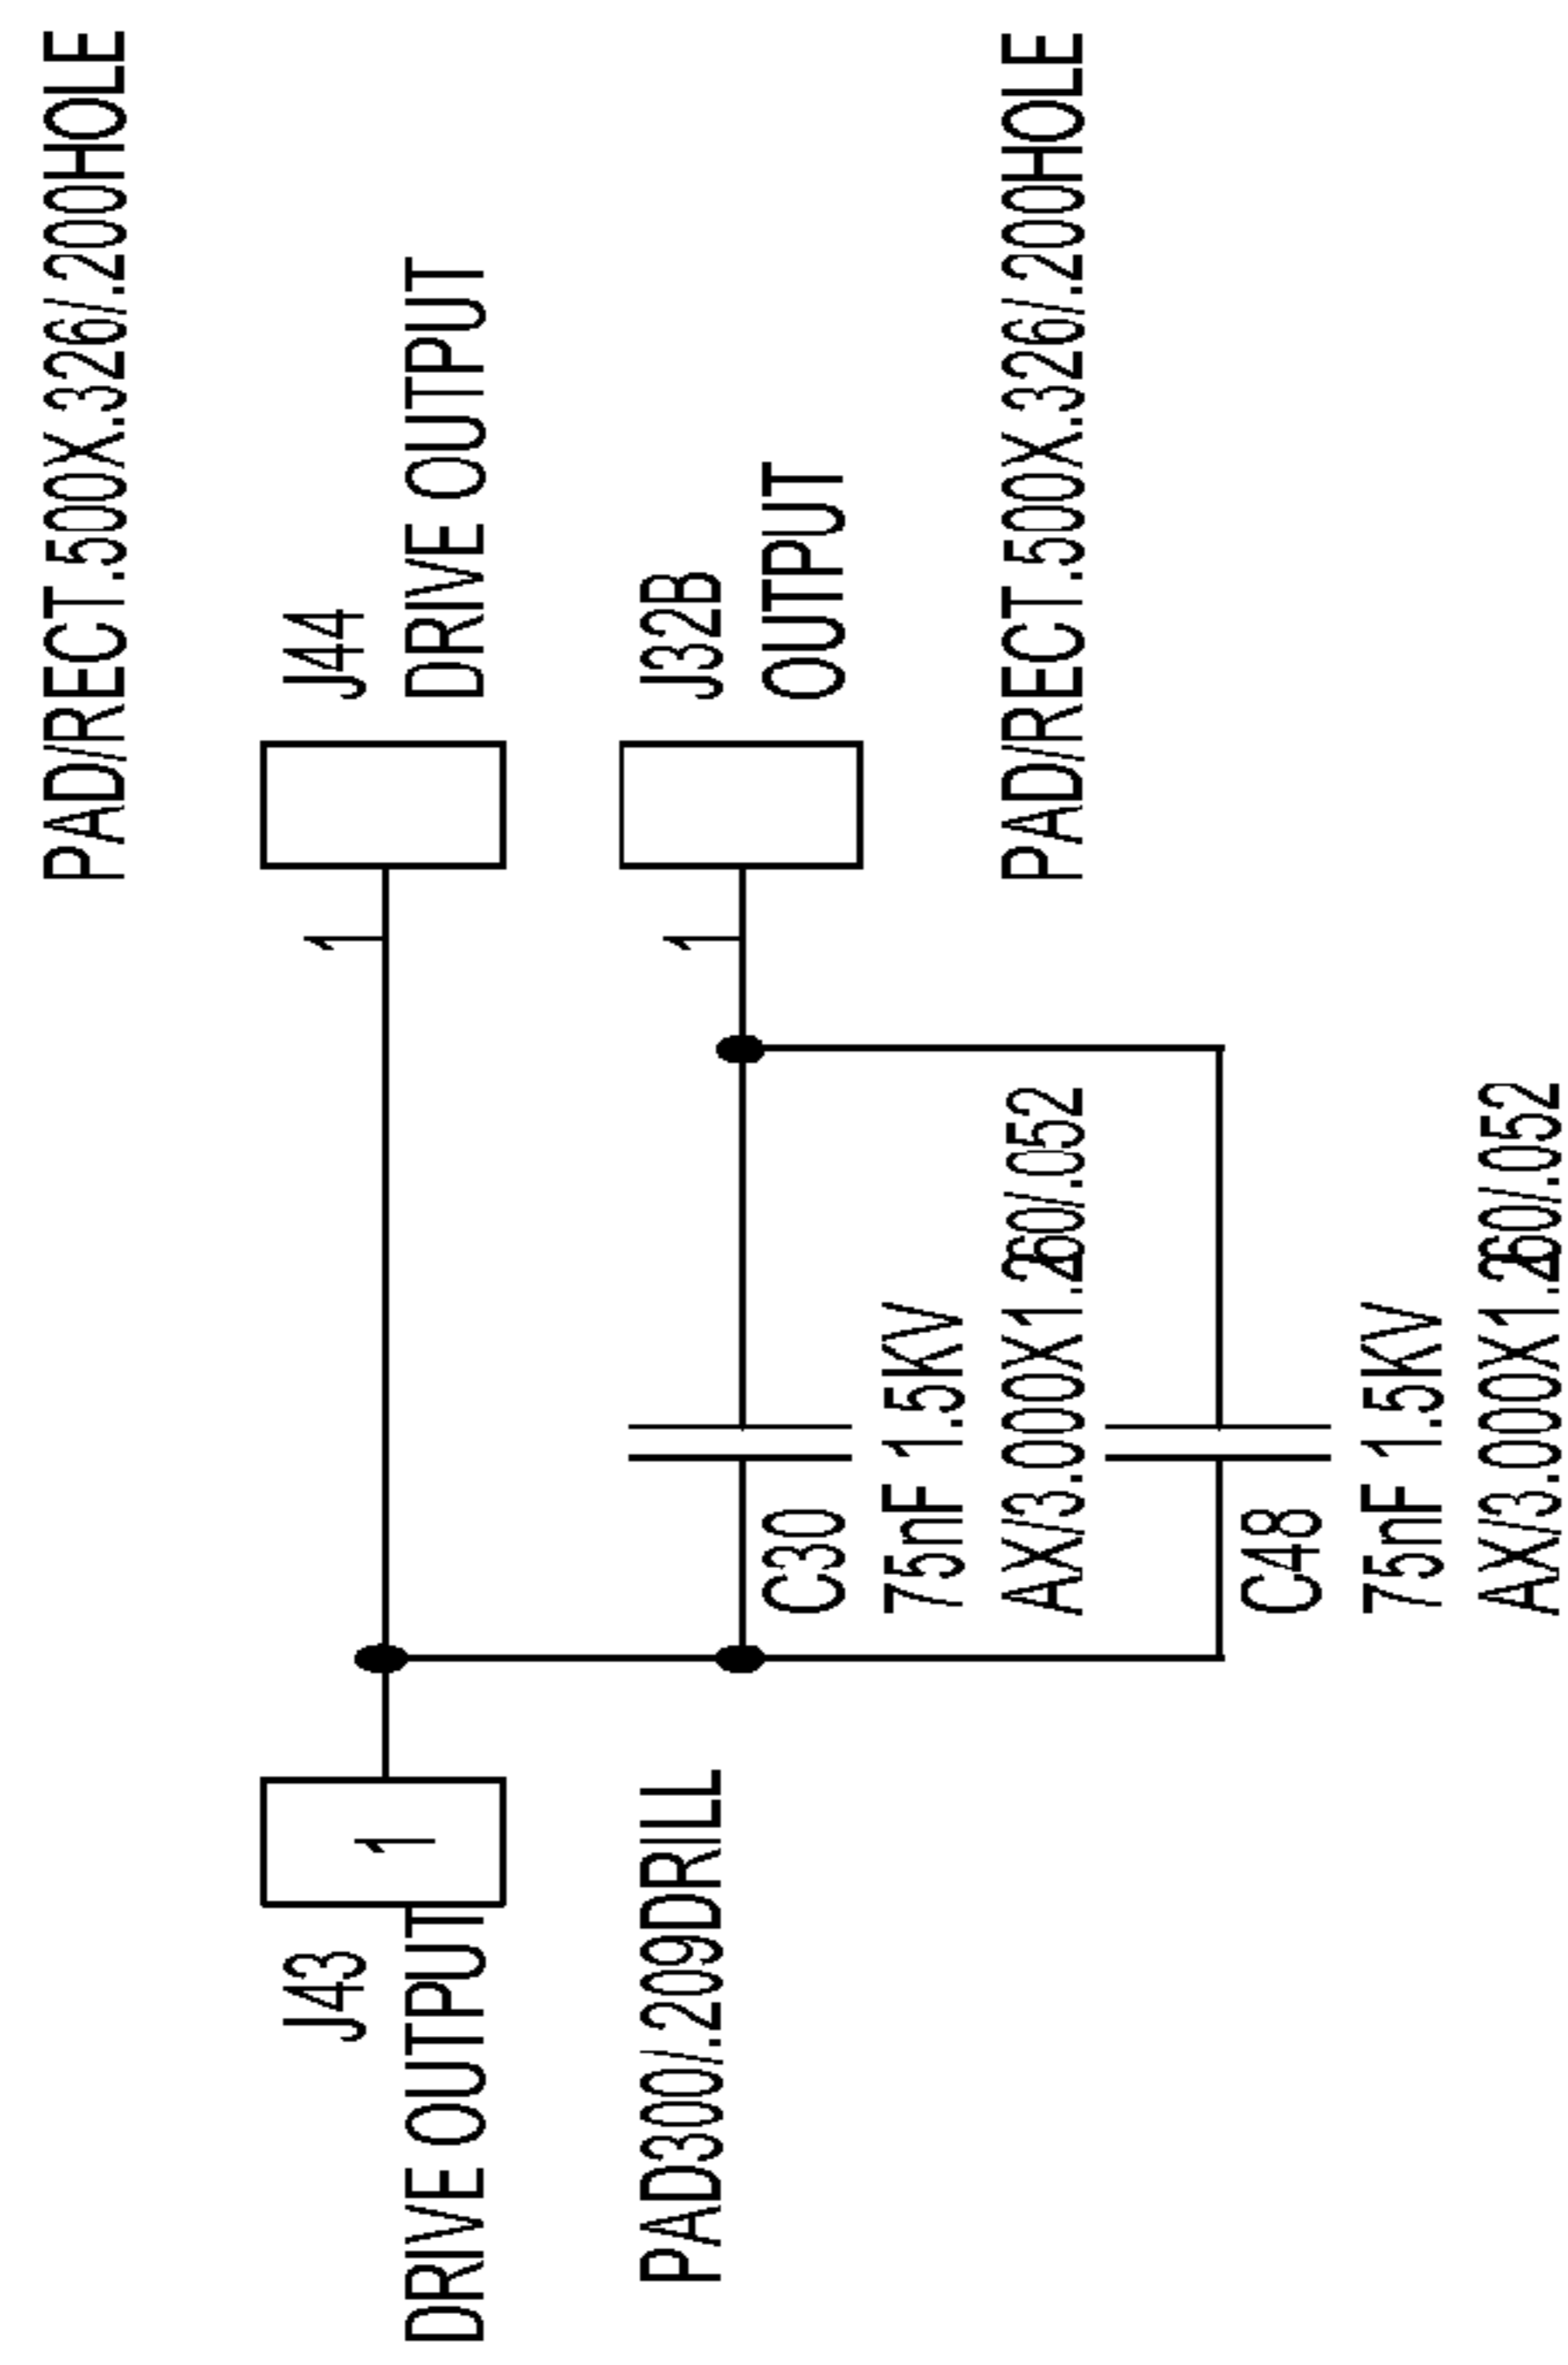 PAD/RECT.500X.326/.200HOLE
J44
DRIVE OUTPUT
1
J32B
OUTPUT
1
PAD/RECT.500X.326/.200HOLE
J43
DRIVE OUTPUT
1
PAD300/.209DRILL
C30
75nF 1.5KV
C48
75nF 1.5KV